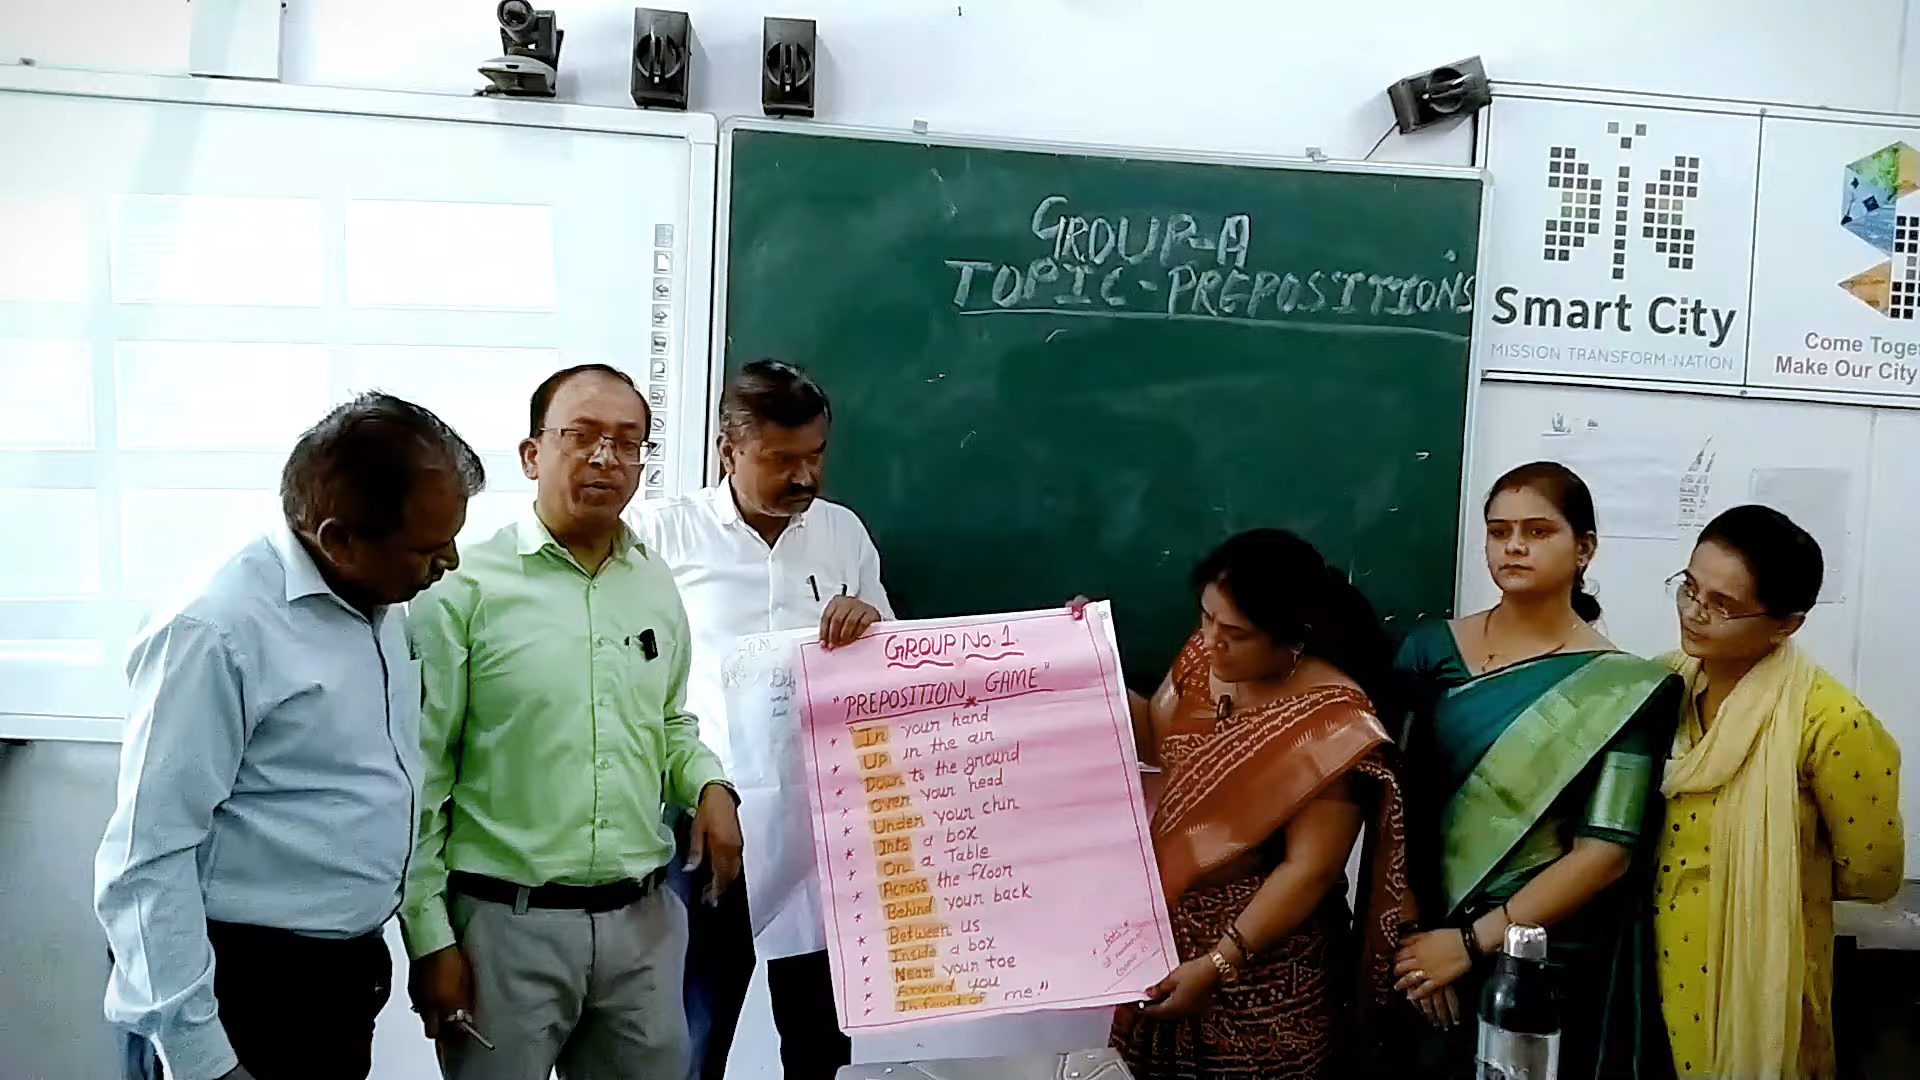 GROUP-A
TOPIC-PREPOSITIONS
Smart City
MISSION TRANSFORM-NATION
Come Toge
Make Our City
GROUP No. 1.
"PREPOSITION GAME"
* "In your hand
* Up in the air
* Down to the ground
* Over your head
* Under your chin
* Into a box
* On a Table
* Across the floor
* Behind your back
* Between us
* Inside a box
* Near your toe
* Around you
* In front of me."